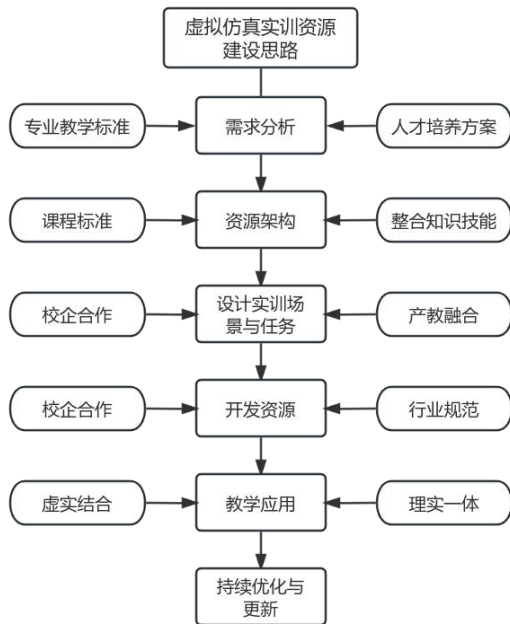 虚拟仿真实训资源
建设思路
专业教学标准
需求分析
人才培养方案
课程标准
资源架构
整合知识技能
校企合作
设计实训场
景与任务
产教融合
校企合作
开发资源
行业规范
虚实结合
教学应用
理实一体
持续优化与
更新